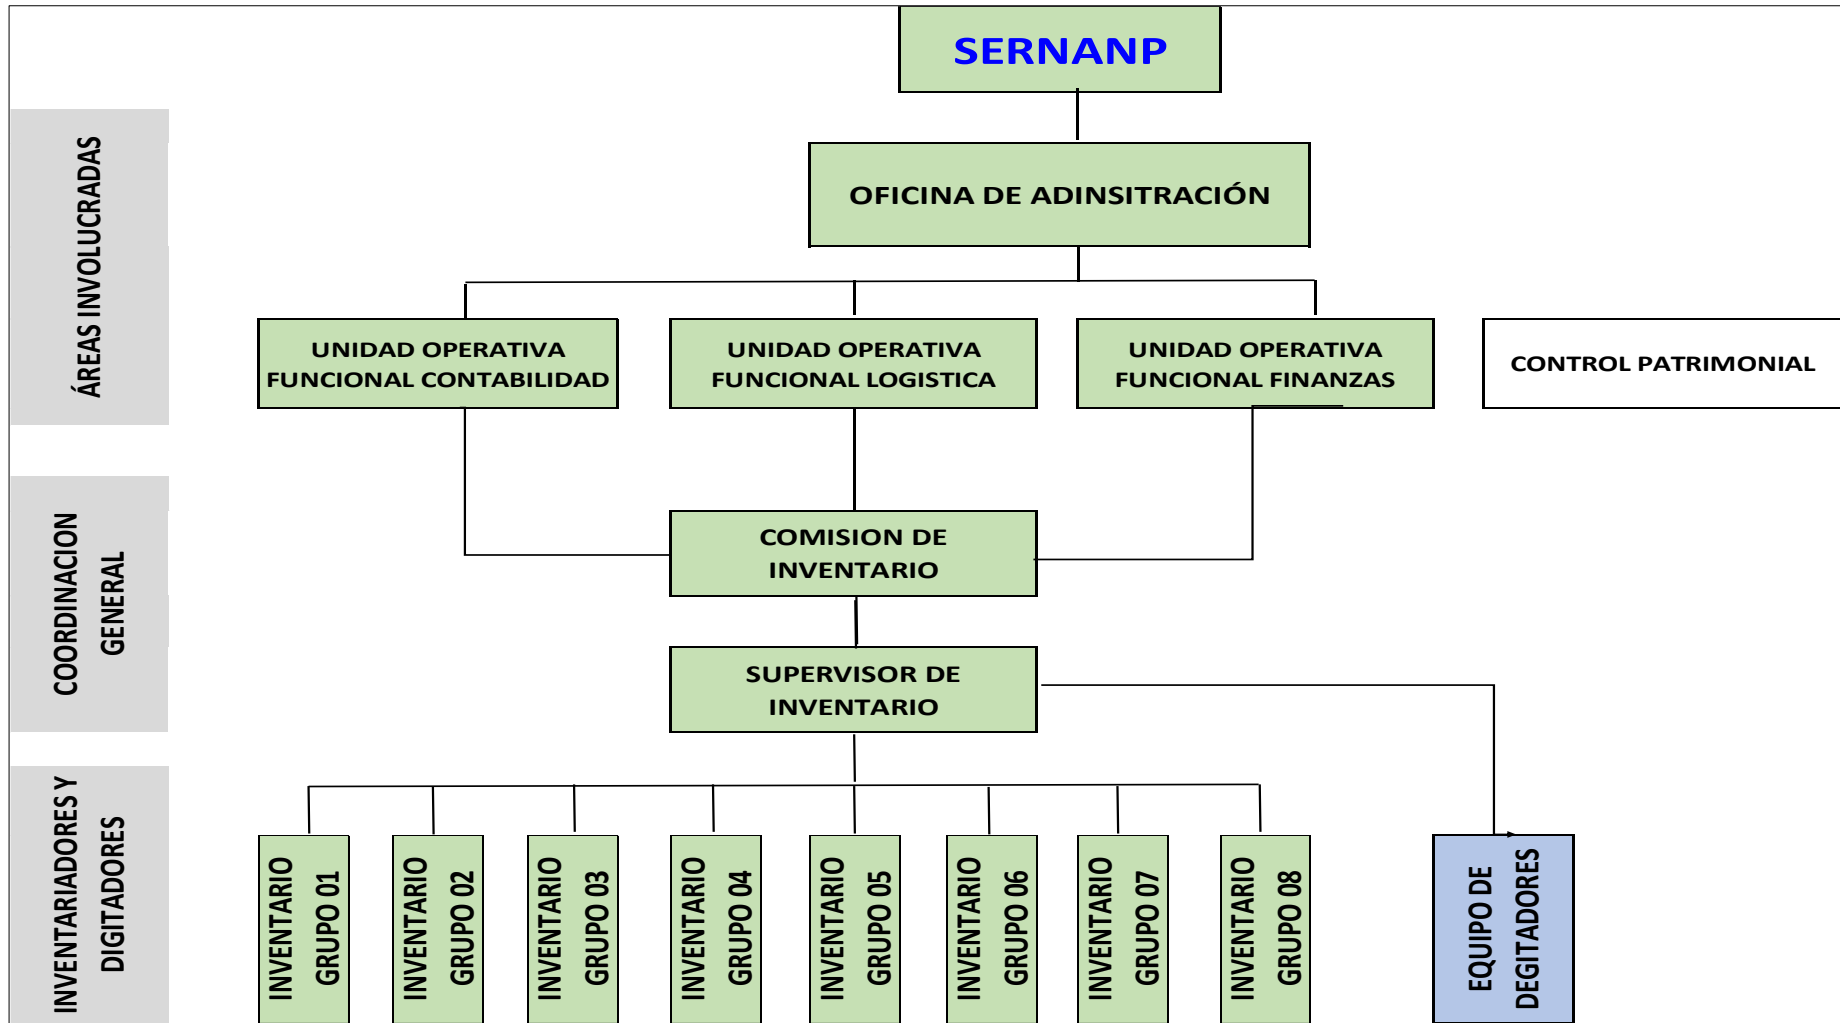 SERNANP
ÁREAS INVOLUCRADAS
OFICINA DE ADINSITRACIÓN
UNIDAD OPERATIVA
FUNCIONAL CONTABILIDAD
UNIDAD OPERATIVA
FUNCIONAL LOGISTICA
UNIDAD OPERATIVA
FUNCIONAL FINANZAS
CONTROL PATRIMONIAL
COORDINACION
GENERAL
COMISION DE
INVENTARIO
SUPERVISOR DE
INVENTARIO
INVENTARIADORES Y
DIGITADORES
INVENTARIO
GRUPO 01
INVENTARIO
GRUPO 02
INVENTARIO
GRUPO 03
INVENTARIO
GRUPO 04
INVENTARIO
GRUPO 05
INVENTARIO
GRUPO 06
INVENTARIO
GRUPO 07
INVENTARIO
GRUPO 08
EQUIPO DE
DEGITADORES